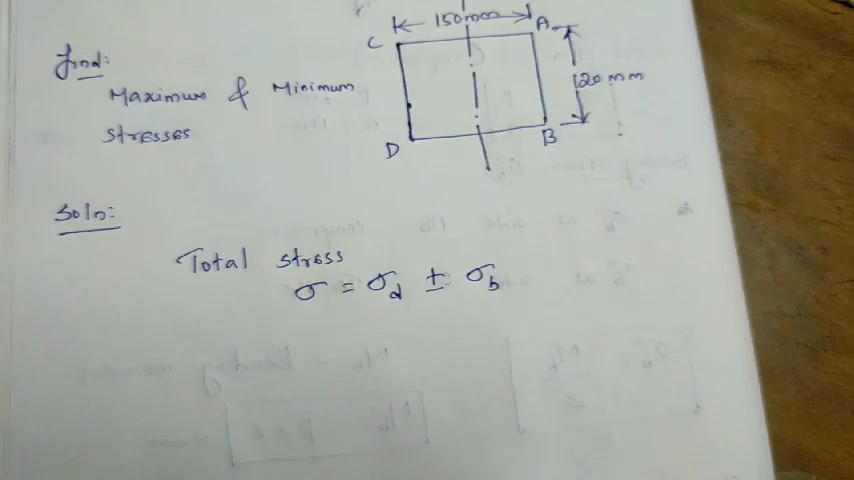 150mm
C
A
Find:
Maximum & Minimum
120 mm
stresses
D
B
Soln:
Total stress
σ = σd ± σb